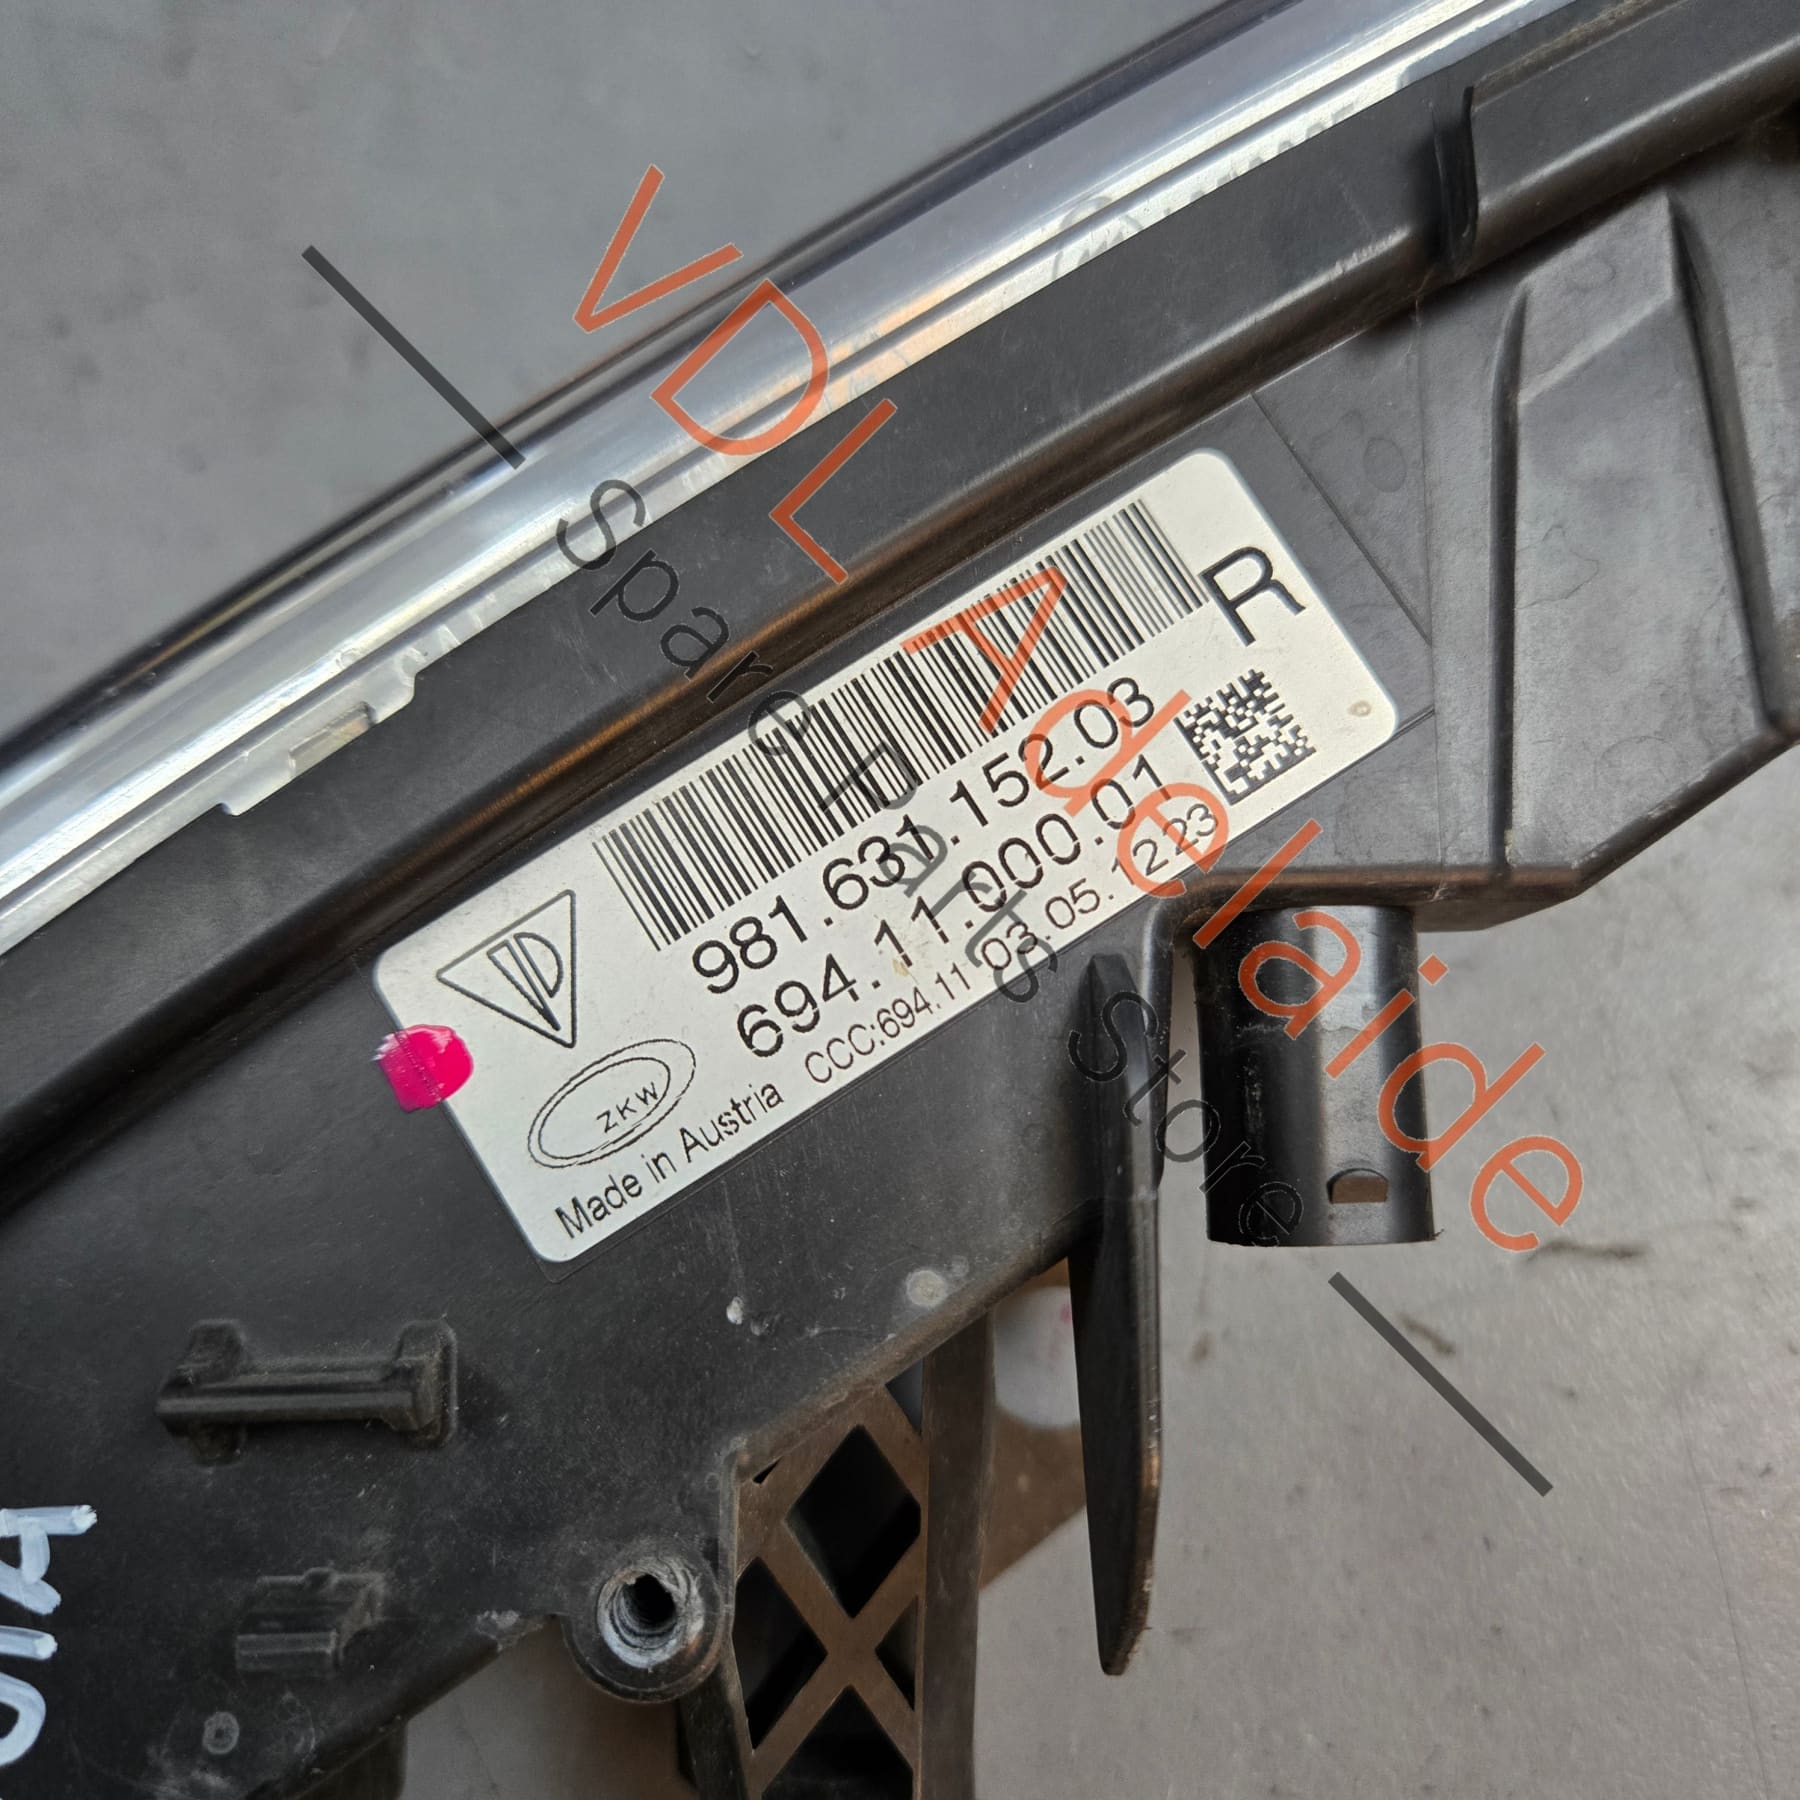 VDL Adelaide
Spare Parts Store
R
981.631.152.03
694.11.000.01
CCC:694.11 03.05.1223
ZKW
Made in Austria